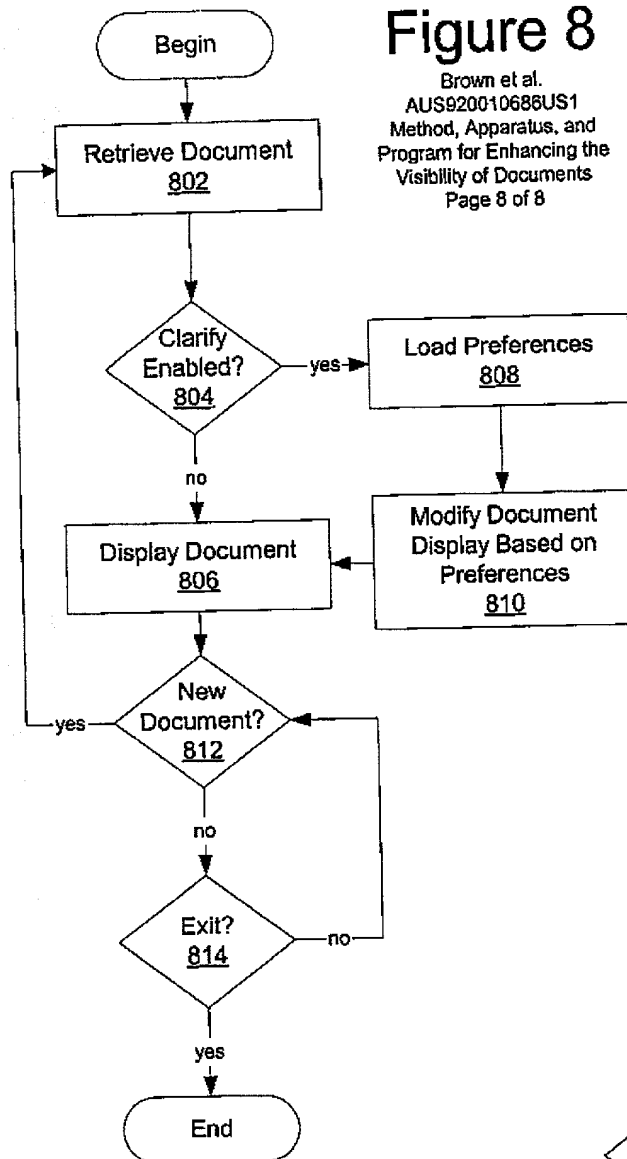 Figure 8
Brown et al.
AUS920010686US1
Method, Apparatus, and
Program for Enhancing the
Visibility of Documents
Page 8 of 8
Begin
Retrieve Document
802
Clarify
Enabled?
804
yes
Load Preferences
808
no
Modify Document
Display Based on
Preferences
810
Display Document
806
New
Document?
812
yes
no
Exit?
814
no
yes
End